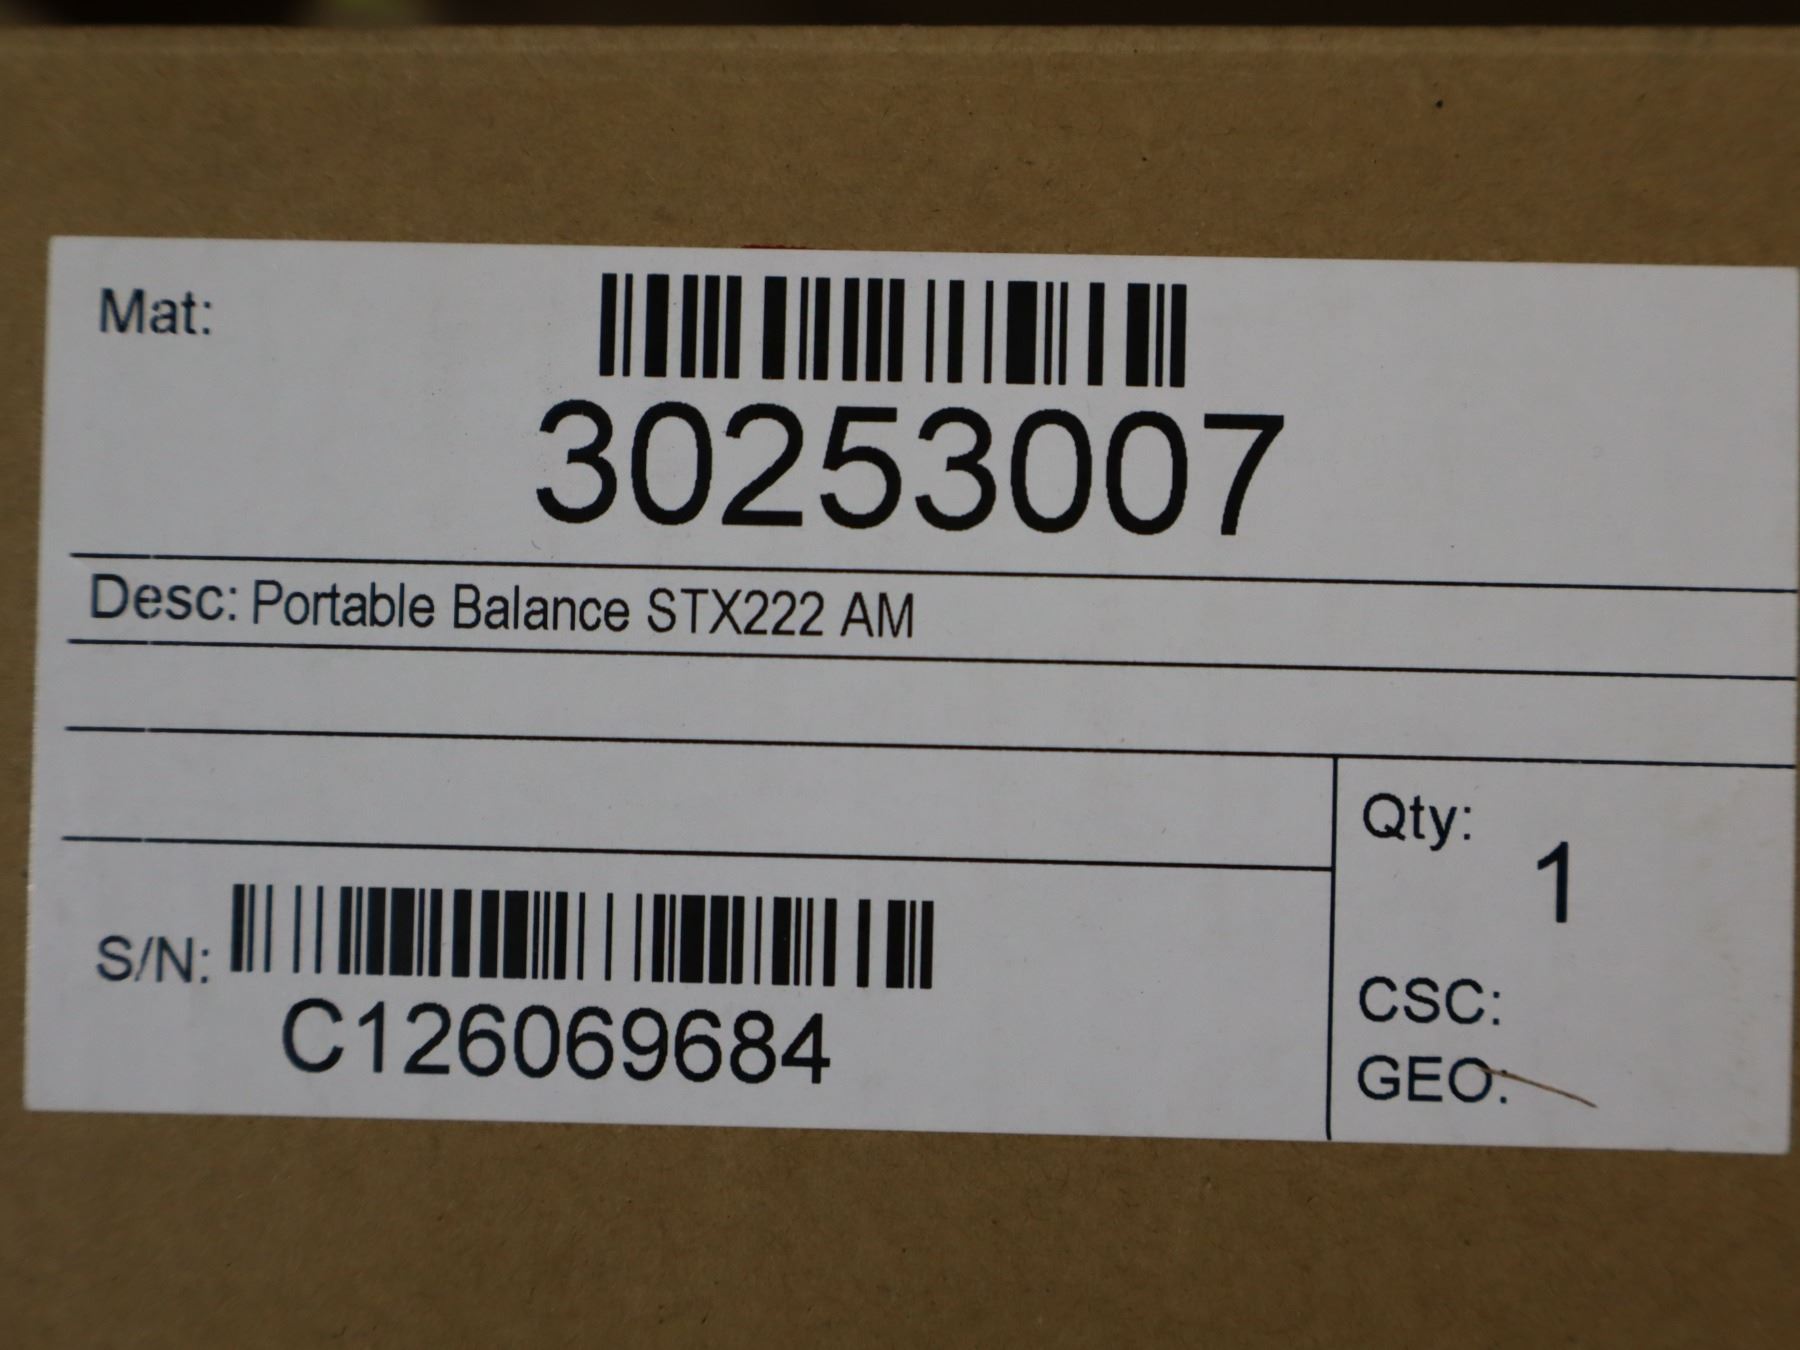 Mat:
30253007
Desc: Portable Balance STX222 AM
Qty:
1
S/N:
C126069684
CSC:
GEO: